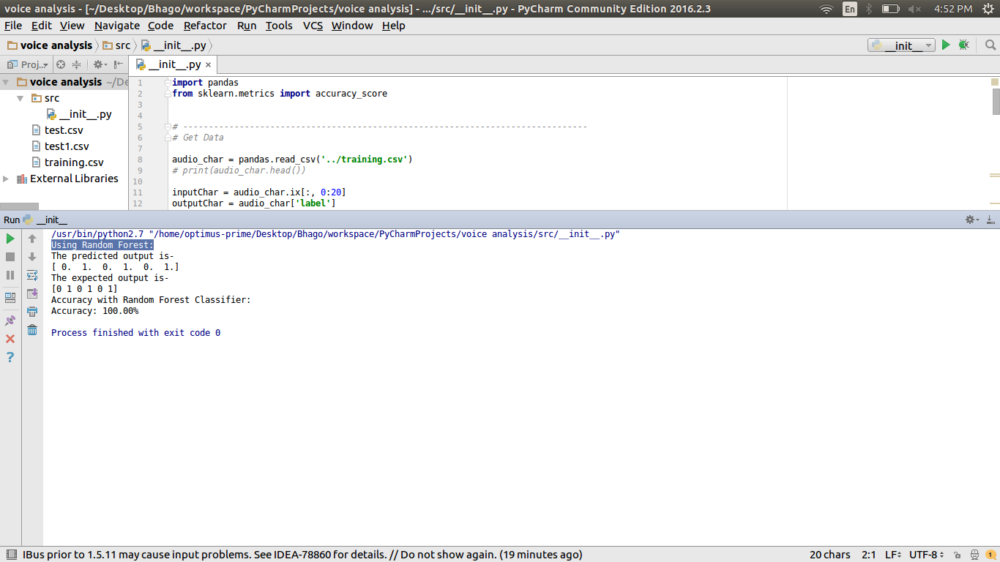 voice analysis - [~/Desktop/Bhago/workspace/PyCharmProjects/voice analysis] - .../src/__init__.py - PyCharm Community Edition 2016.2.3
En
4:52 PM
File Edit View Navigate Code Refactor Run Tools VCS Window Help
voice analysis src __init__.py
__init__
Proj...
__init__.py ×
voice analysis ~/De
src
__init__.py
test.csv
test1.csv
training.csv
External Libraries
1 import pandas
2 from sklearn.metrics import accuracy_score
3
4
5 # -------------------------------------------------------------------------------
6 # Get Data
7
8 audio_char = pandas.read_csv('../training.csv')
9 # print(audio_char.head())
10
11 inputChar = audio_char.ix[:, 0:20]
12 outputChar = audio_char['label']
Run __init__
/usr/bin/python2.7 "/home/optimus-prime/Desktop/Bhago/workspace/PyCharmProjects/voice analysis/src/__init__.py"
Using Random Forest:
The predicted output is-
[ 0.  1.  0.  1.  0.  1.]
The expected output is-
[0 1 0 1 0 1]
Accuracy with Random Forest Classifier:
Accuracy: 100.00%
Process finished with exit code 0
?
IBus prior to 1.5.11 may cause input problems. See IDEA-78860 for details. // Do not show again. (19 minutes ago)
20 chars 2:1 LF UTF-8 1